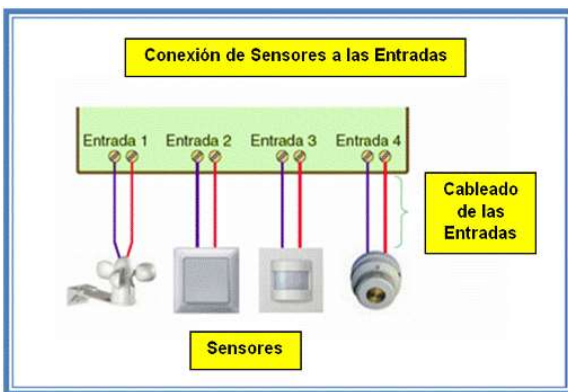 Conexión de Sensores a las Entradas
Entrada 1 Entrada 2 Entrada 3 Entrada 4
Cableado
de las
Entradas
Sensores